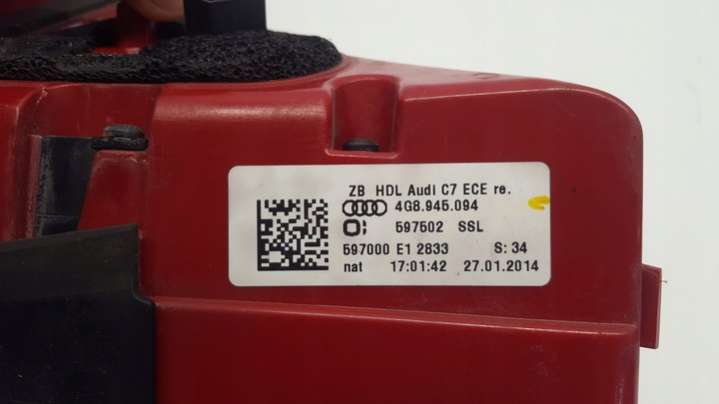 ZB HDL Audi C7 ECE re.
4G8.945.094
597502 SSL
597000 E1 2833 S: 34
nat 17:01:42 27.01.2014